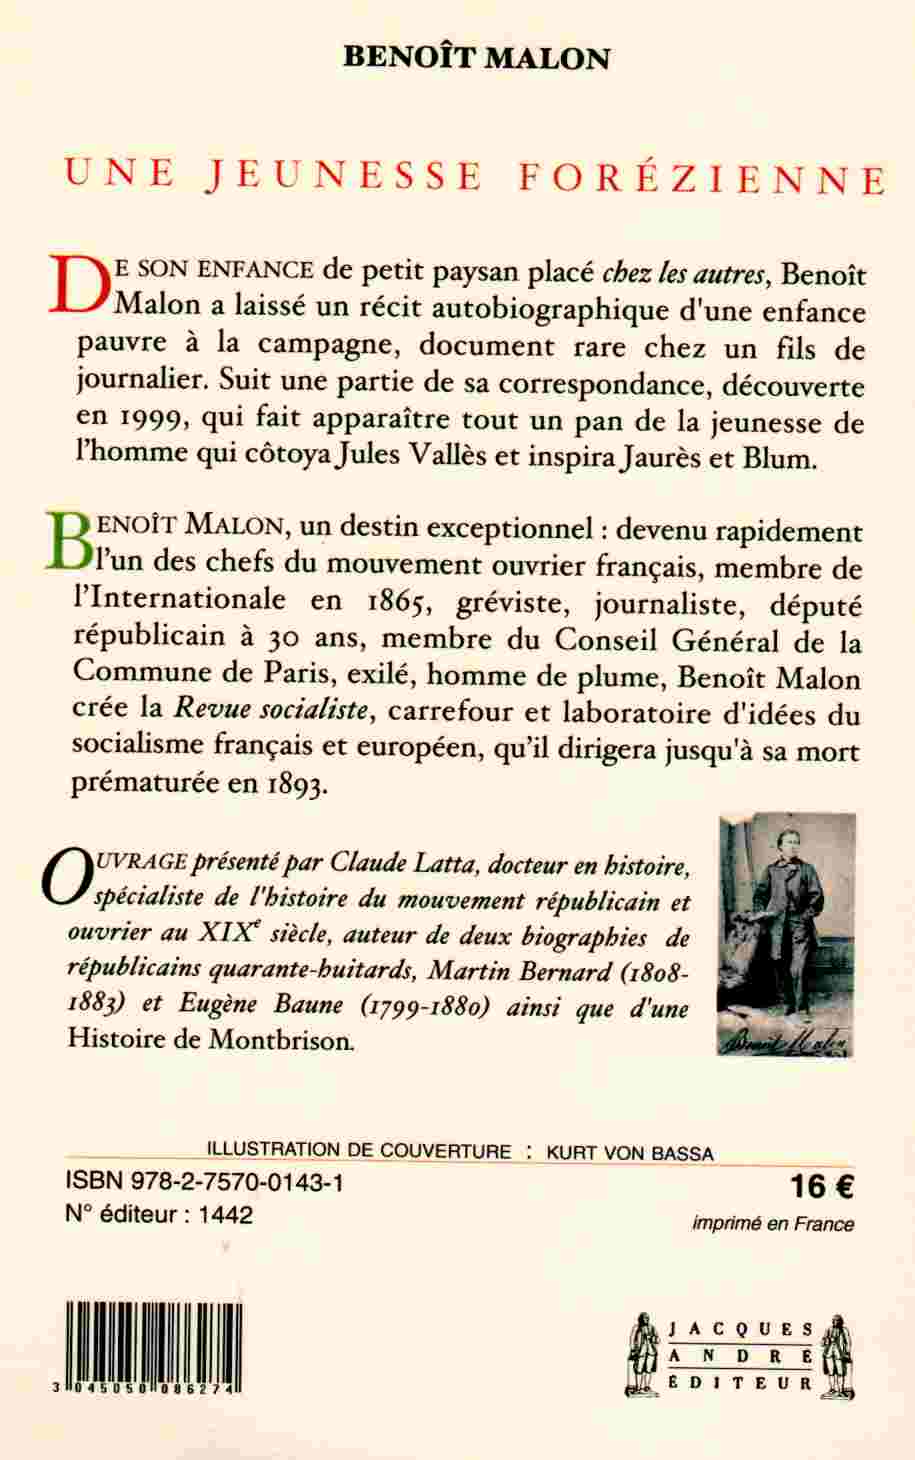 BENOÎT MALON
UNE JEUNESSE FORÉZIENNE
DE SON ENFANCE de petit paysan placé chez les autres, Benoît
Malon a laissé un récit autobiographique d'une enfance
pauvre à la campagne, document rare chez un fils de
journalier. Suit une partie de sa correspondance, découverte
en 1999, qui fait apparaître tout un pan de la jeunesse de
l'homme qui côtoya Jules Vallès et inspira Jaurès et Blum.
BENOÎT MALON, un destin exceptionnel : devenu rapidement
l'un des chefs du mouvement ouvrier français, membre de
l'Internationale en 1865, gréviste, journaliste, député
républicain à 30 ans, membre du Conseil Général de la
Commune de Paris, exilé, homme de plume, Benoît Malon
crée la Revue socialiste, carrefour et laboratoire d'idées du
socialisme français et européen, qu'il dirigera jusqu'à sa mort
prématurée en 1893.
OUVRAGE présenté par Claude Latta, docteur en histoire,
spécialiste de l'histoire du mouvement républicain et
ouvrier au XIXe siècle, auteur de deux biographies de
républicains quarante-huitards, Martin Bernard (1808-
1883) et Eugène Baune (1799-1880) ainsi que d'une
Histoire de Montbrison.
Benoît Malon
ILLUSTRATION DE COUVERTURE : KURT VON BASSA
ISBN 978-2-7570-0143-1
16 €
N° éditeur : 1442
imprimé en France
3 045050 086274
JACQUES
ANDRÉ
ÉDITEUR